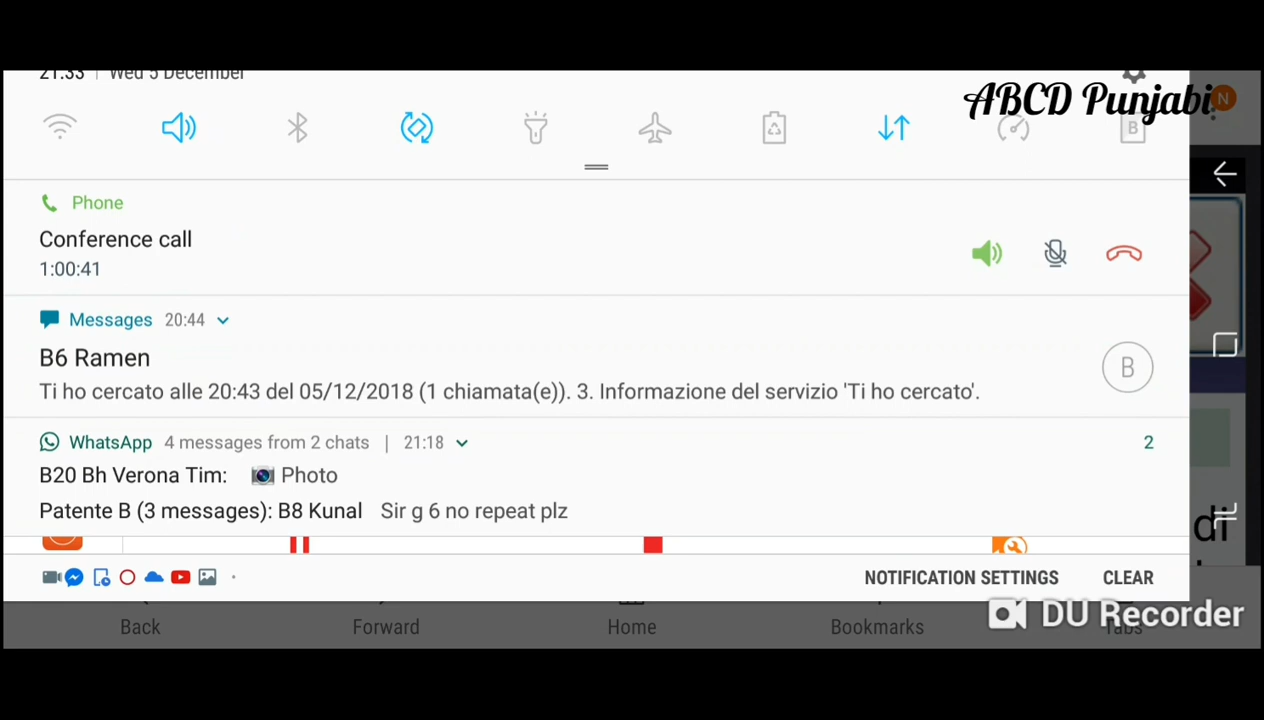 21:33 | Wed 5 December
ABCD Punjabi
N
B
Phone
Conference call
1:00:41
Messages 20:44
B6 Ramen
B
Ti ho cercato alle 20:43 del 05/12/2018 (1 chiamata(e)). 3. Informazione del servizio 'Ti ho cercato'.
WhatsApp 4 messages from 2 chats | 21:18
2
B20 Bh Verona Tim: 📷 Photo
Patente B (3 messages): B8 Kunal Sir g 6 no repeat plz
di
NOTIFICATION SETTINGS CLEAR
DU Recorder
Back Forward Home Bookmarks Tabs